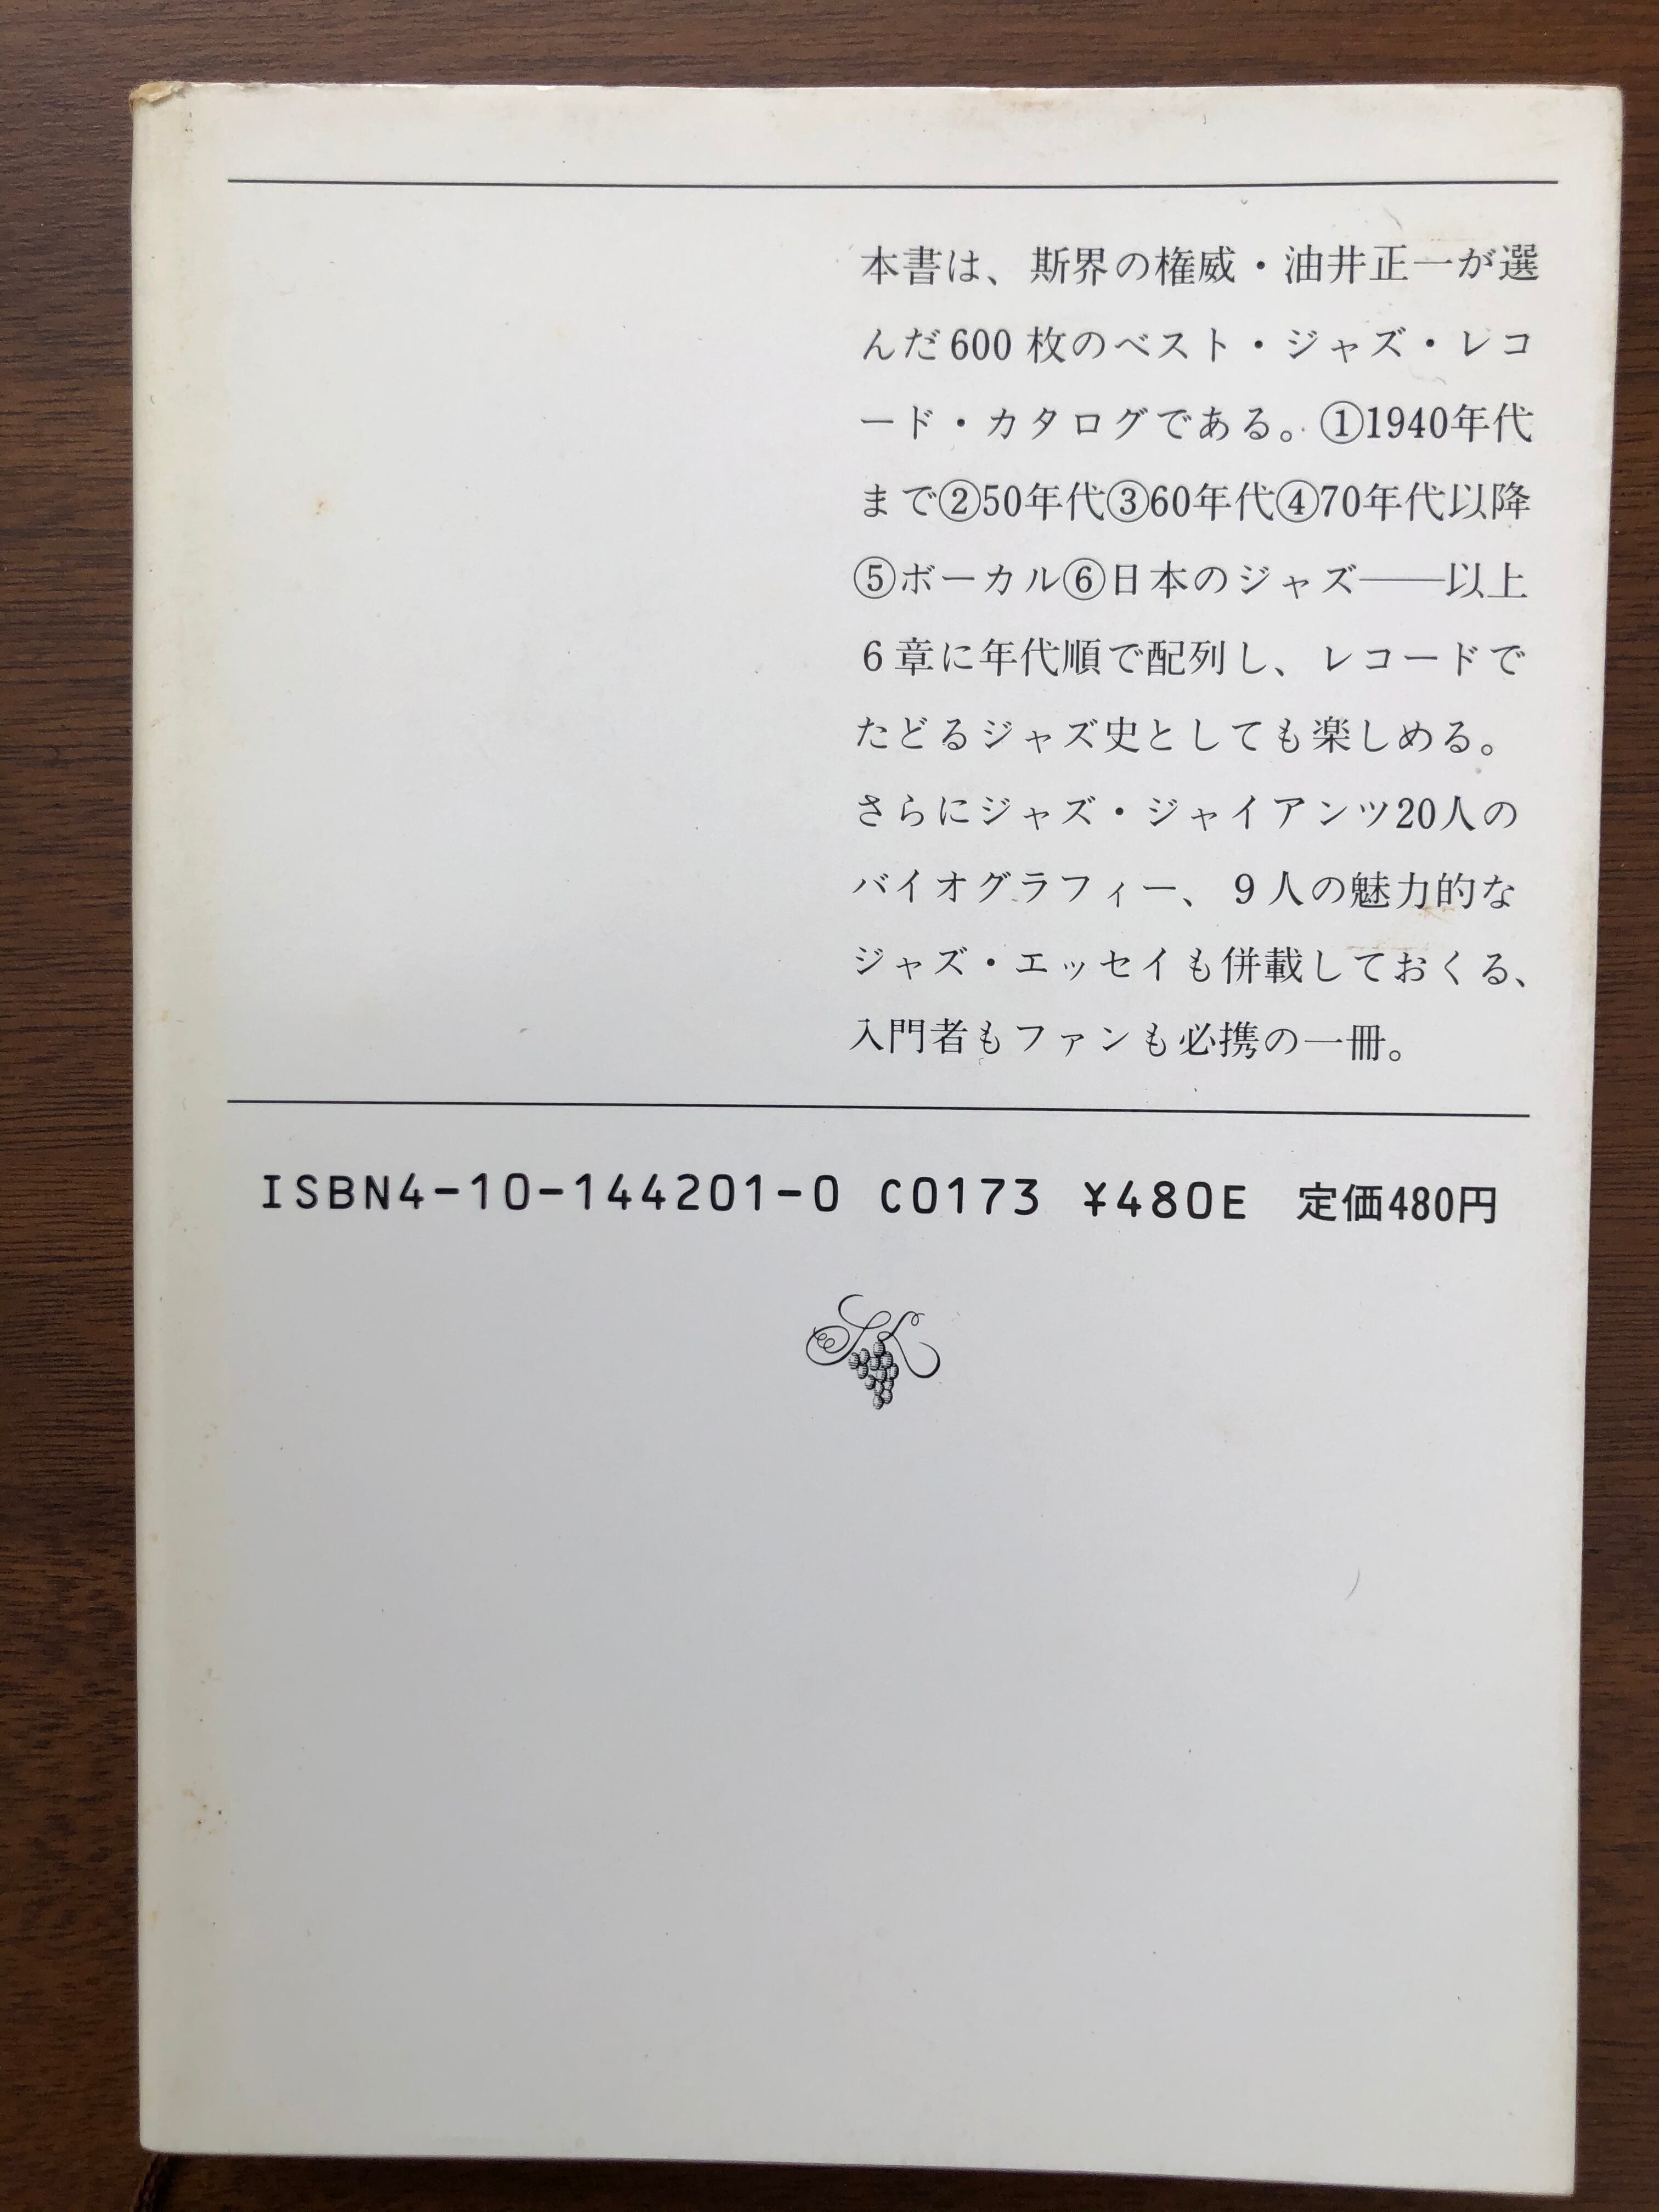 本書は、斯界の権威・油井正一が選
んだ600枚のベスト・ジャズ・レコ
ード・カタログである。①1940年代
まで②50年代③60年代④70年代以降
⑤ボーカル⑥日本のジャズ――以上
6章に年代順で配列し、レコードで
たどるジャズ史としても楽しめる。
さらにジャズ・ジャイアンツ20人の
バイオグラフィー、9人の魅力的な
ジャズ・エッセイも併載しておくる、
入門者もファンも必携の一冊。
ISBN4-10-144201-0 C0173 ¥480E 定価480円